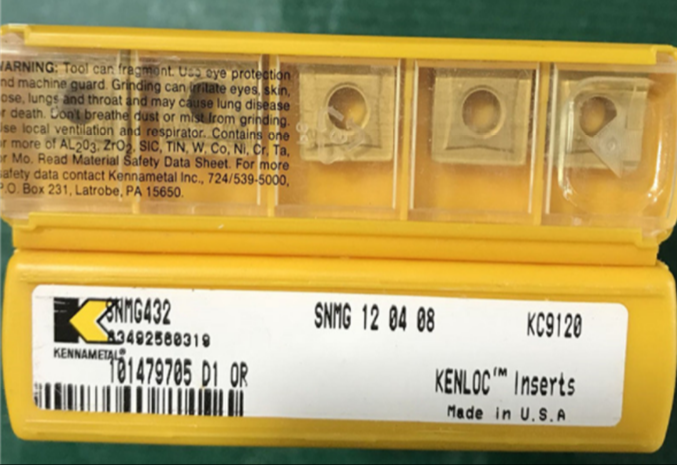 WARNING: Tool can fragment. Use eye protection
and machine guard. Grinding can irritate eyes, skin,
nose, lungs and throat and may cause lung disease
or death. Don't breathe dust or mist from grinding.
Use local ventilation and respirator. Contains one
or more of AL2O3, ZrO2, SIC, TIN, W, Co, Ni, Cr, Ta,
or Mo. Read Material Safety Data Sheet. For more
safety data contact Kennametal Inc., 724/539-5000,
P.O. Box 231, Latrobe, PA 15650.
SNMG432 SNMG 12 04 08 KC9120
83492560319
KENNAMETAL®
101479705 D1 OR KENLOC™ Inserts
Made in U.S.A